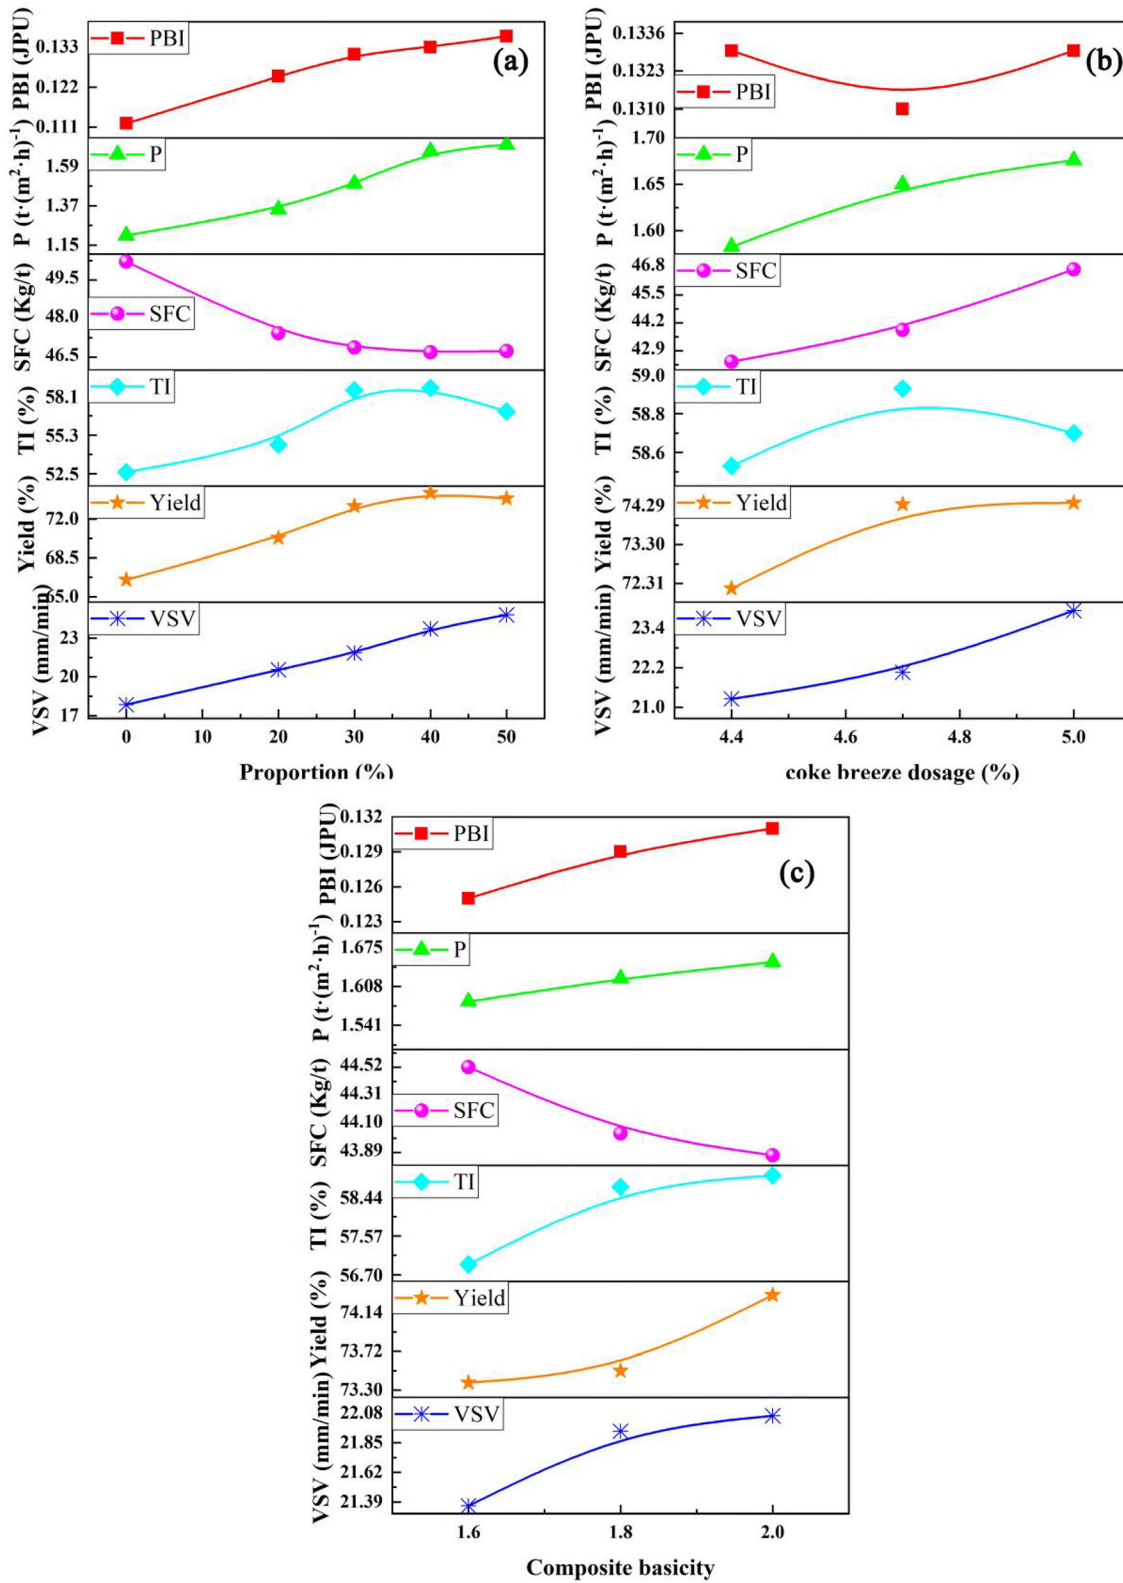 (a)
PBI (JPU)
0.133
0.122
0.111
PBI
P (t·(m²·h)⁻¹)
1.59
1.37
1.15
P
SFC (Kg/t)
49.5
48.0
46.5
SFC
TI (%)
58.1
55.3
52.5
TI
Yield (%)
72.0
68.5
65.0
Yield
VSV (mm/min)
23
20
17
VSV
0 10 20 30 40 50
Proportion (%)
(b)
PBI (JPU)
0.1336
0.1323
0.1310
PBI
P (t·(m²·h)⁻¹)
1.70
1.65
1.60
P
SFC (Kg/t)
46.8
45.5
44.2
42.9
SFC
TI (%)
59.0
58.8
58.6
TI
Yield (%)
74.29
73.30
72.31
Yield
VSV (mm/min)
23.4
22.2
21.0
VSV
4.4 4.6 4.8 5.0
coke breeze dosage (%)
(c)
PBI (JPU)
0.132
0.129
0.126
0.123
PBI
P (t·(m²·h)⁻¹)
1.675
1.608
1.541
P
SFC (Kg/t)
44.52
44.31
44.10
43.89
SFC
TI (%)
58.44
57.57
56.70
TI
Yield (%)
74.14
73.72
73.30
Yield
VSV (mm/min)
22.08
21.85
21.62
21.39
VSV
1.6 1.8 2.0
Composite basicity